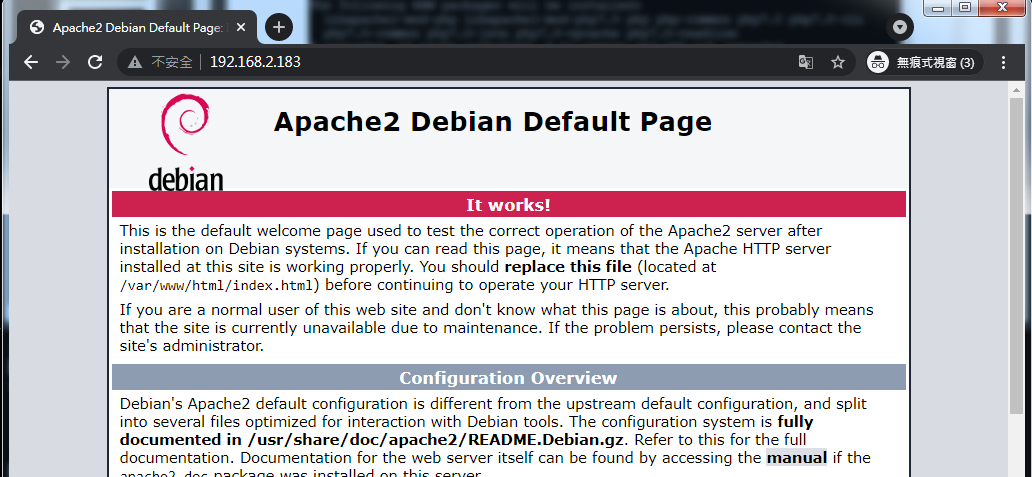 the following NEW packages will be installed:
Apache2 Debian Default Page:
不安全 192.168.2.183
無痕式視窗 (3)
debian
Apache2 Debian Default Page
It works!
This is the default welcome page used to test the correct operation of the Apache2 server after
installation on Debian systems. If you can read this page, it means that the Apache HTTP server
installed at this site is working properly. You should replace this file (located at
/var/www/html/index.html) before continuing to operate your HTTP server.
If you are a normal user of this web site and don't know what this page is about, this probably means
that the site is currently unavailable due to maintenance. If the problem persists, please contact the
site's administrator.
Configuration Overview
Debian's Apache2 default configuration is different from the upstream default configuration, and split
into several files optimized for interaction with Debian tools. The configuration system is fully
documented in /usr/share/doc/apache2/README.Debian.gz. Refer to this for the full
documentation. Documentation for the web server itself can be found by accessing the manual if the
apache2-doc package was installed on this server.